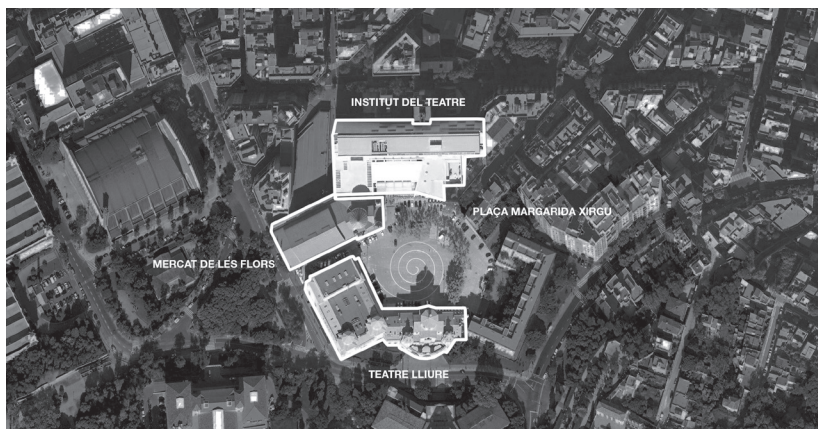 INSTITUT DEL TEATRE
PLAÇA MARGARIDA XIRGU
MERCAT DE LES FLORS
TEATRE LLIURE